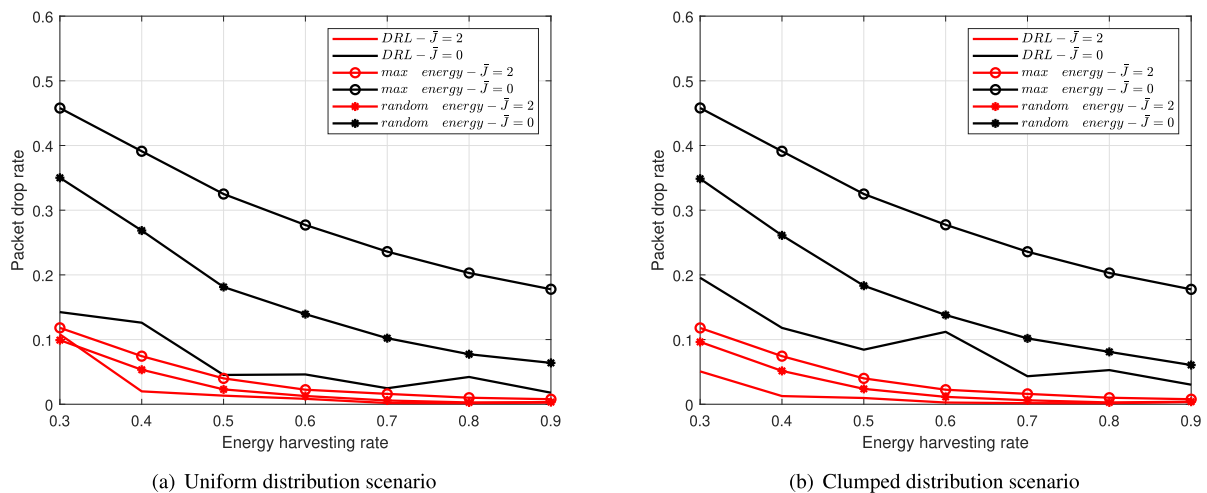 0.6
0.5
0.4
0.3
0.2
0.1
0
Packet drop rate
DRL − J̄ = 2
DRL − J̄ = 0
max energy − J̄ = 2
max energy − J̄ = 0
random energy − J̄ = 2
random energy − J̄ = 0
0.3 0.4 0.5 0.6 0.7 0.8 0.9
Energy harvesting rate
(a) Uniform distribution scenario
0.6
0.5
0.4
0.3
0.2
0.1
0
Packet drop rate
DRL − J̄ = 2
DRL − J̄ = 0
max energy − J̄ = 2
max energy − J̄ = 0
random energy − J̄ = 2
random energy − J̄ = 0
0.3 0.4 0.5 0.6 0.7 0.8 0.9
Energy harvesting rate
(b) Clumped distribution scenario